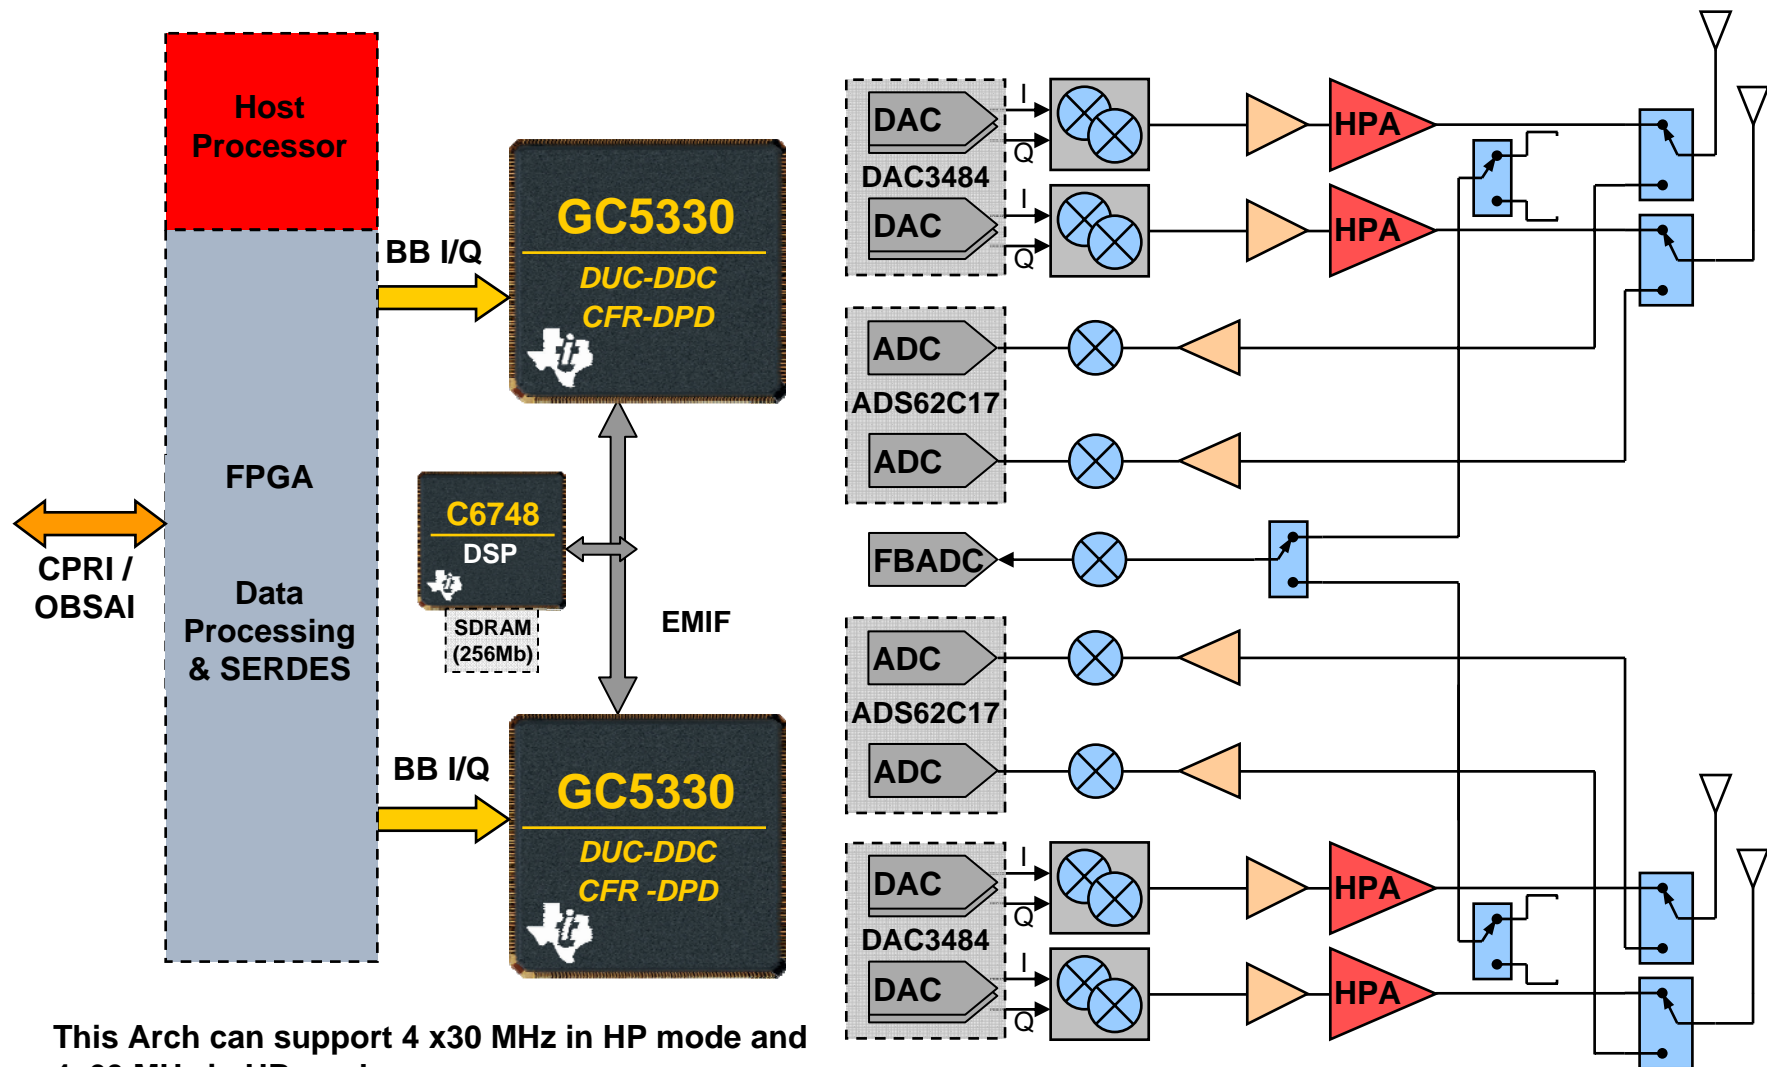 Host
Processor
FPGA
Data
Processing
& SERDES
CPRI /
OBSAI
BB I/Q
GC5330
DUC-DDC
CFR-DPD
C6748
DSP
SDRAM
(256Mb)
EMIF
BB I/Q
GC5330
DUC-DDC
CFR -DPD
DAC
I
Q
HPA
DAC3484
DAC
I
Q
HPA
ADC
ADS62C17
ADC
FBADC
ADC
ADS62C17
ADC
DAC
I
Q
HPA
DAC3484
DAC
I
Q
HPA
This Arch can support 4 x30 MHz in HP mode and